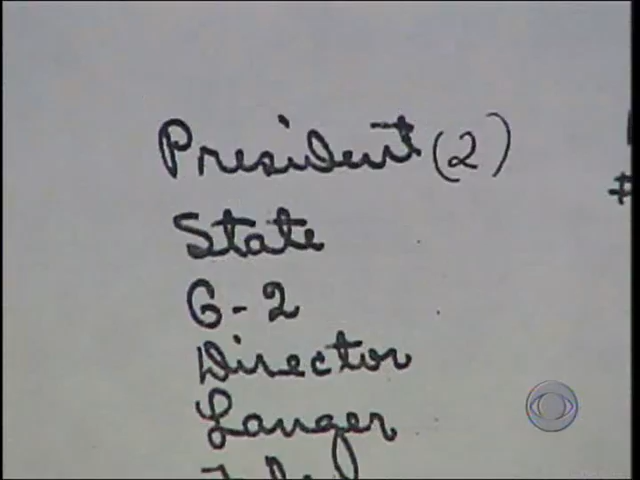 President (2)
State
G-2
Director
Langer